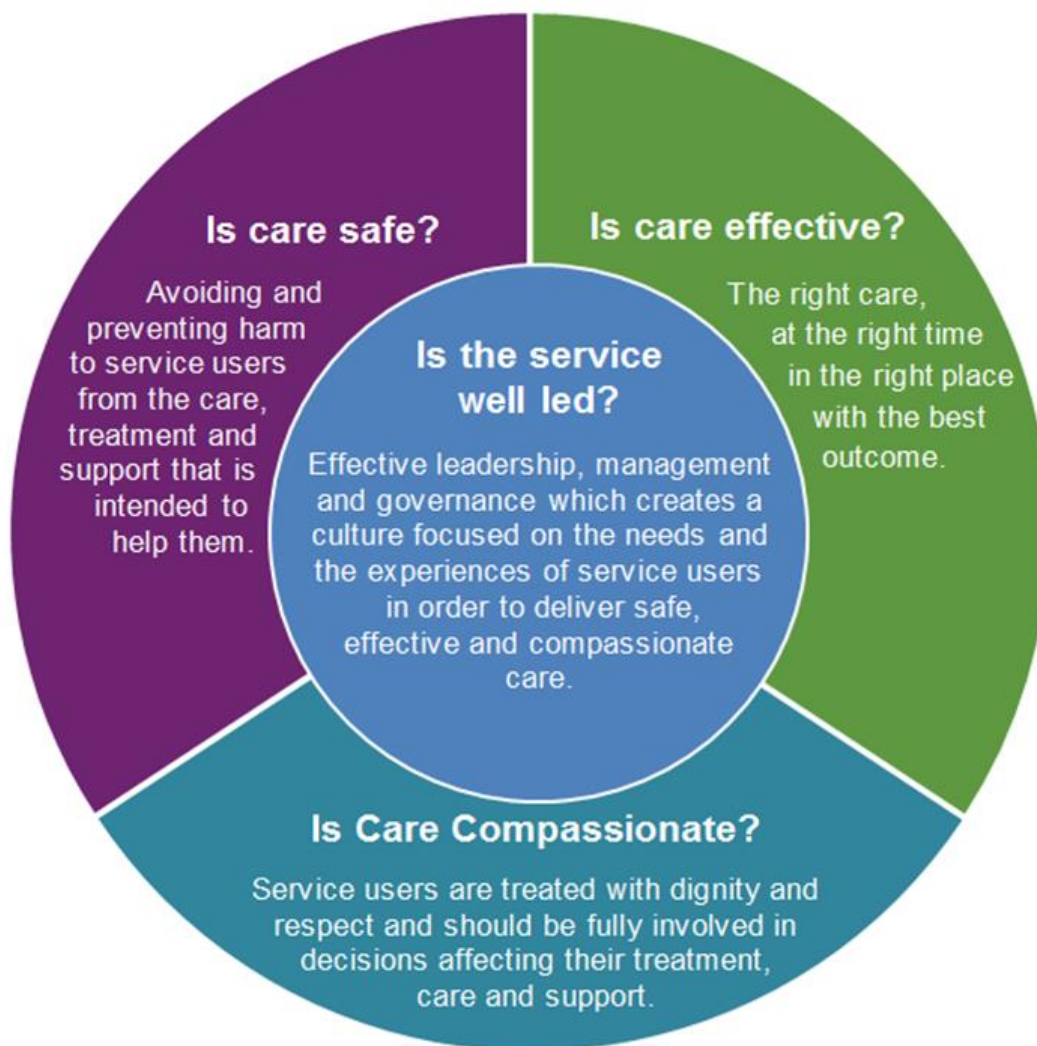 Is care safe?
Avoiding and
preventing harm
to service users
from the care,
treatment and
support that is
intended to
help them.
Is care effective?
The right care,
at the right time
in the right place
with the best
outcome.
Is the service
well led?
Effective leadership, management
and governance which creates a
culture focused on the needs and
the experiences of service users
in order to deliver safe,
effective and compassionate
care.
Is Care Compassionate?
Service users are treated with dignity and
respect and should be fully involved in
decisions affecting their treatment,
care and support.